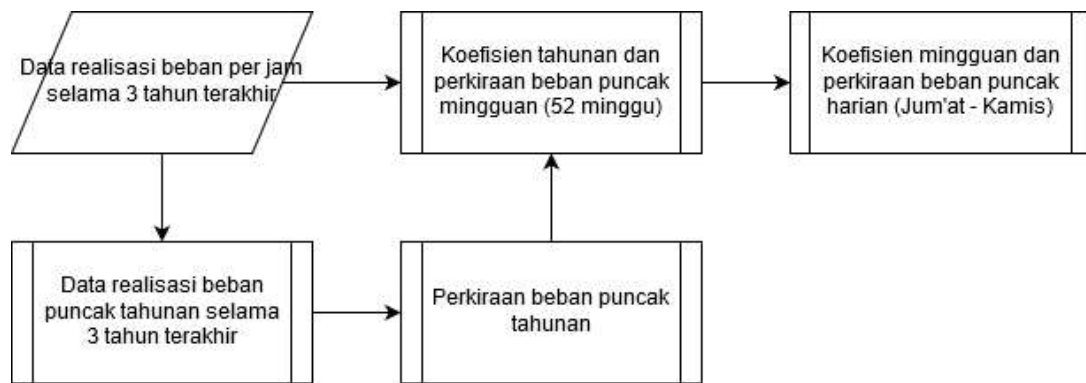 Data realisasi beban per jam
selama 3 tahun terakhir
Koefisien tahunan dan
perkiraan beban puncak
mingguan (52 minggu)
Koefisien mingguan dan
perkiraan beban puncak
harian (Jum'at - Kamis)
Data realisasi beban
puncak tahunan selama
3 tahun terakhir
Perkiraan beban puncak
tahunan